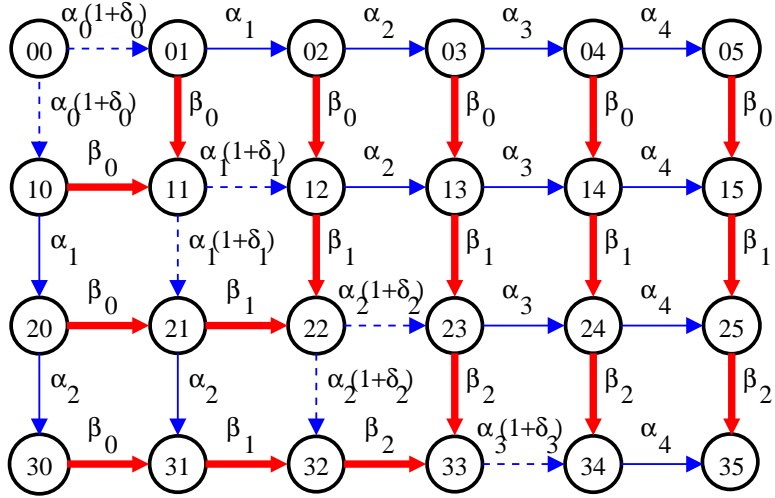 00 α₀(1+δ₀) 01 α₁ 02 α₂ 03 α₃ 04 α₄ 05
α₀(1+δ₀) β₀ β₀ β₀ β₀ β₀
10 β₀ 11 α₁(1+δ₁) 12 α₂ 13 α₃ 14 α₄ 15
α₁ α₁(1+δ₁) β₁ β₁ β₁ β₁
20 β₀ 21 β₁ 22 α₂(1+δ₂) 23 α₃ 24 α₄ 25
α₂ α₂ α₂(1+δ₂) β₂ β₂ β₂
30 β₀ 31 β₁ 32 β₂ 33 α₃(1+δ₃) 34 α₄ 35